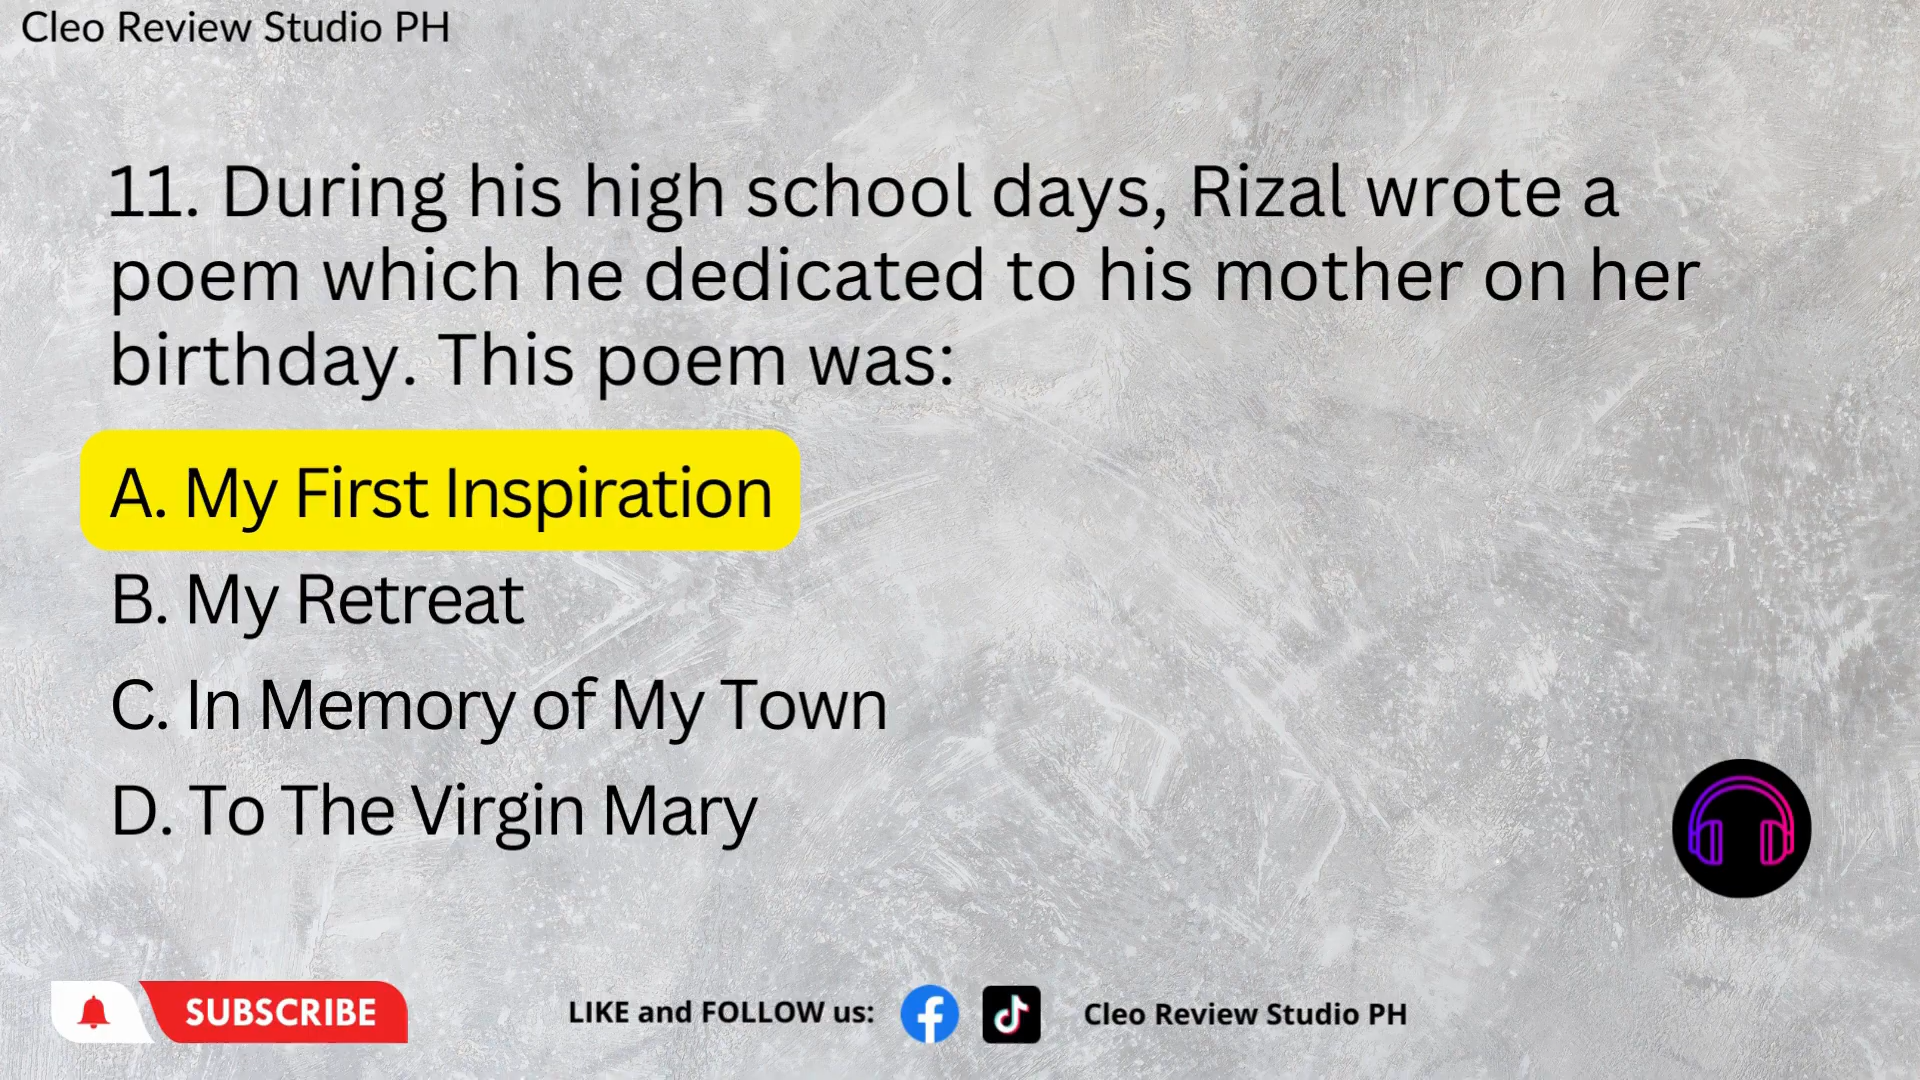 Cleo Review Studio PH
11. During his high school days, Rizal wrote a
poem which he dedicated to his mother on her
birthday. This poem was:
A. My First Inspiration
B. My Retreat
C. In Memory of My Town
D. To The Virgin Mary
SUBSCRIBE
LIKE and FOLLOW us:
Cleo Review Studio PH